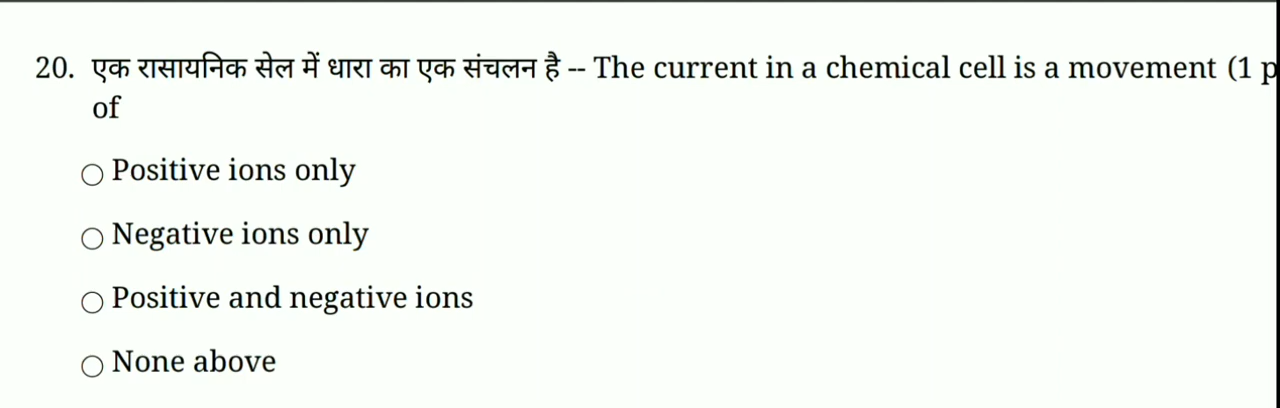 20. एक रासायनिक सेल में धारा का एक संचलन है -- The current in a chemical cell is a movement (1 p
of
Positive ions only
Negative ions only
Positive and negative ions
None above